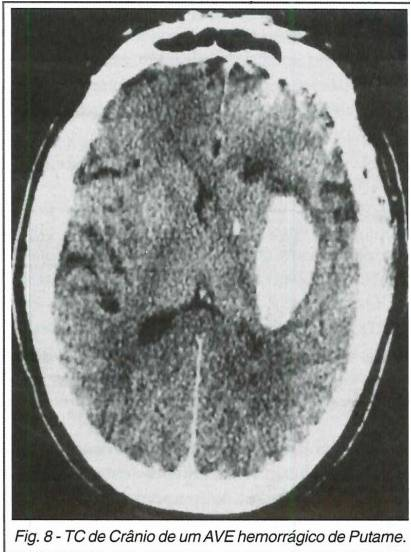 Fig. 8 - TC de Crânio de um AVE hemorrágico de Putame.